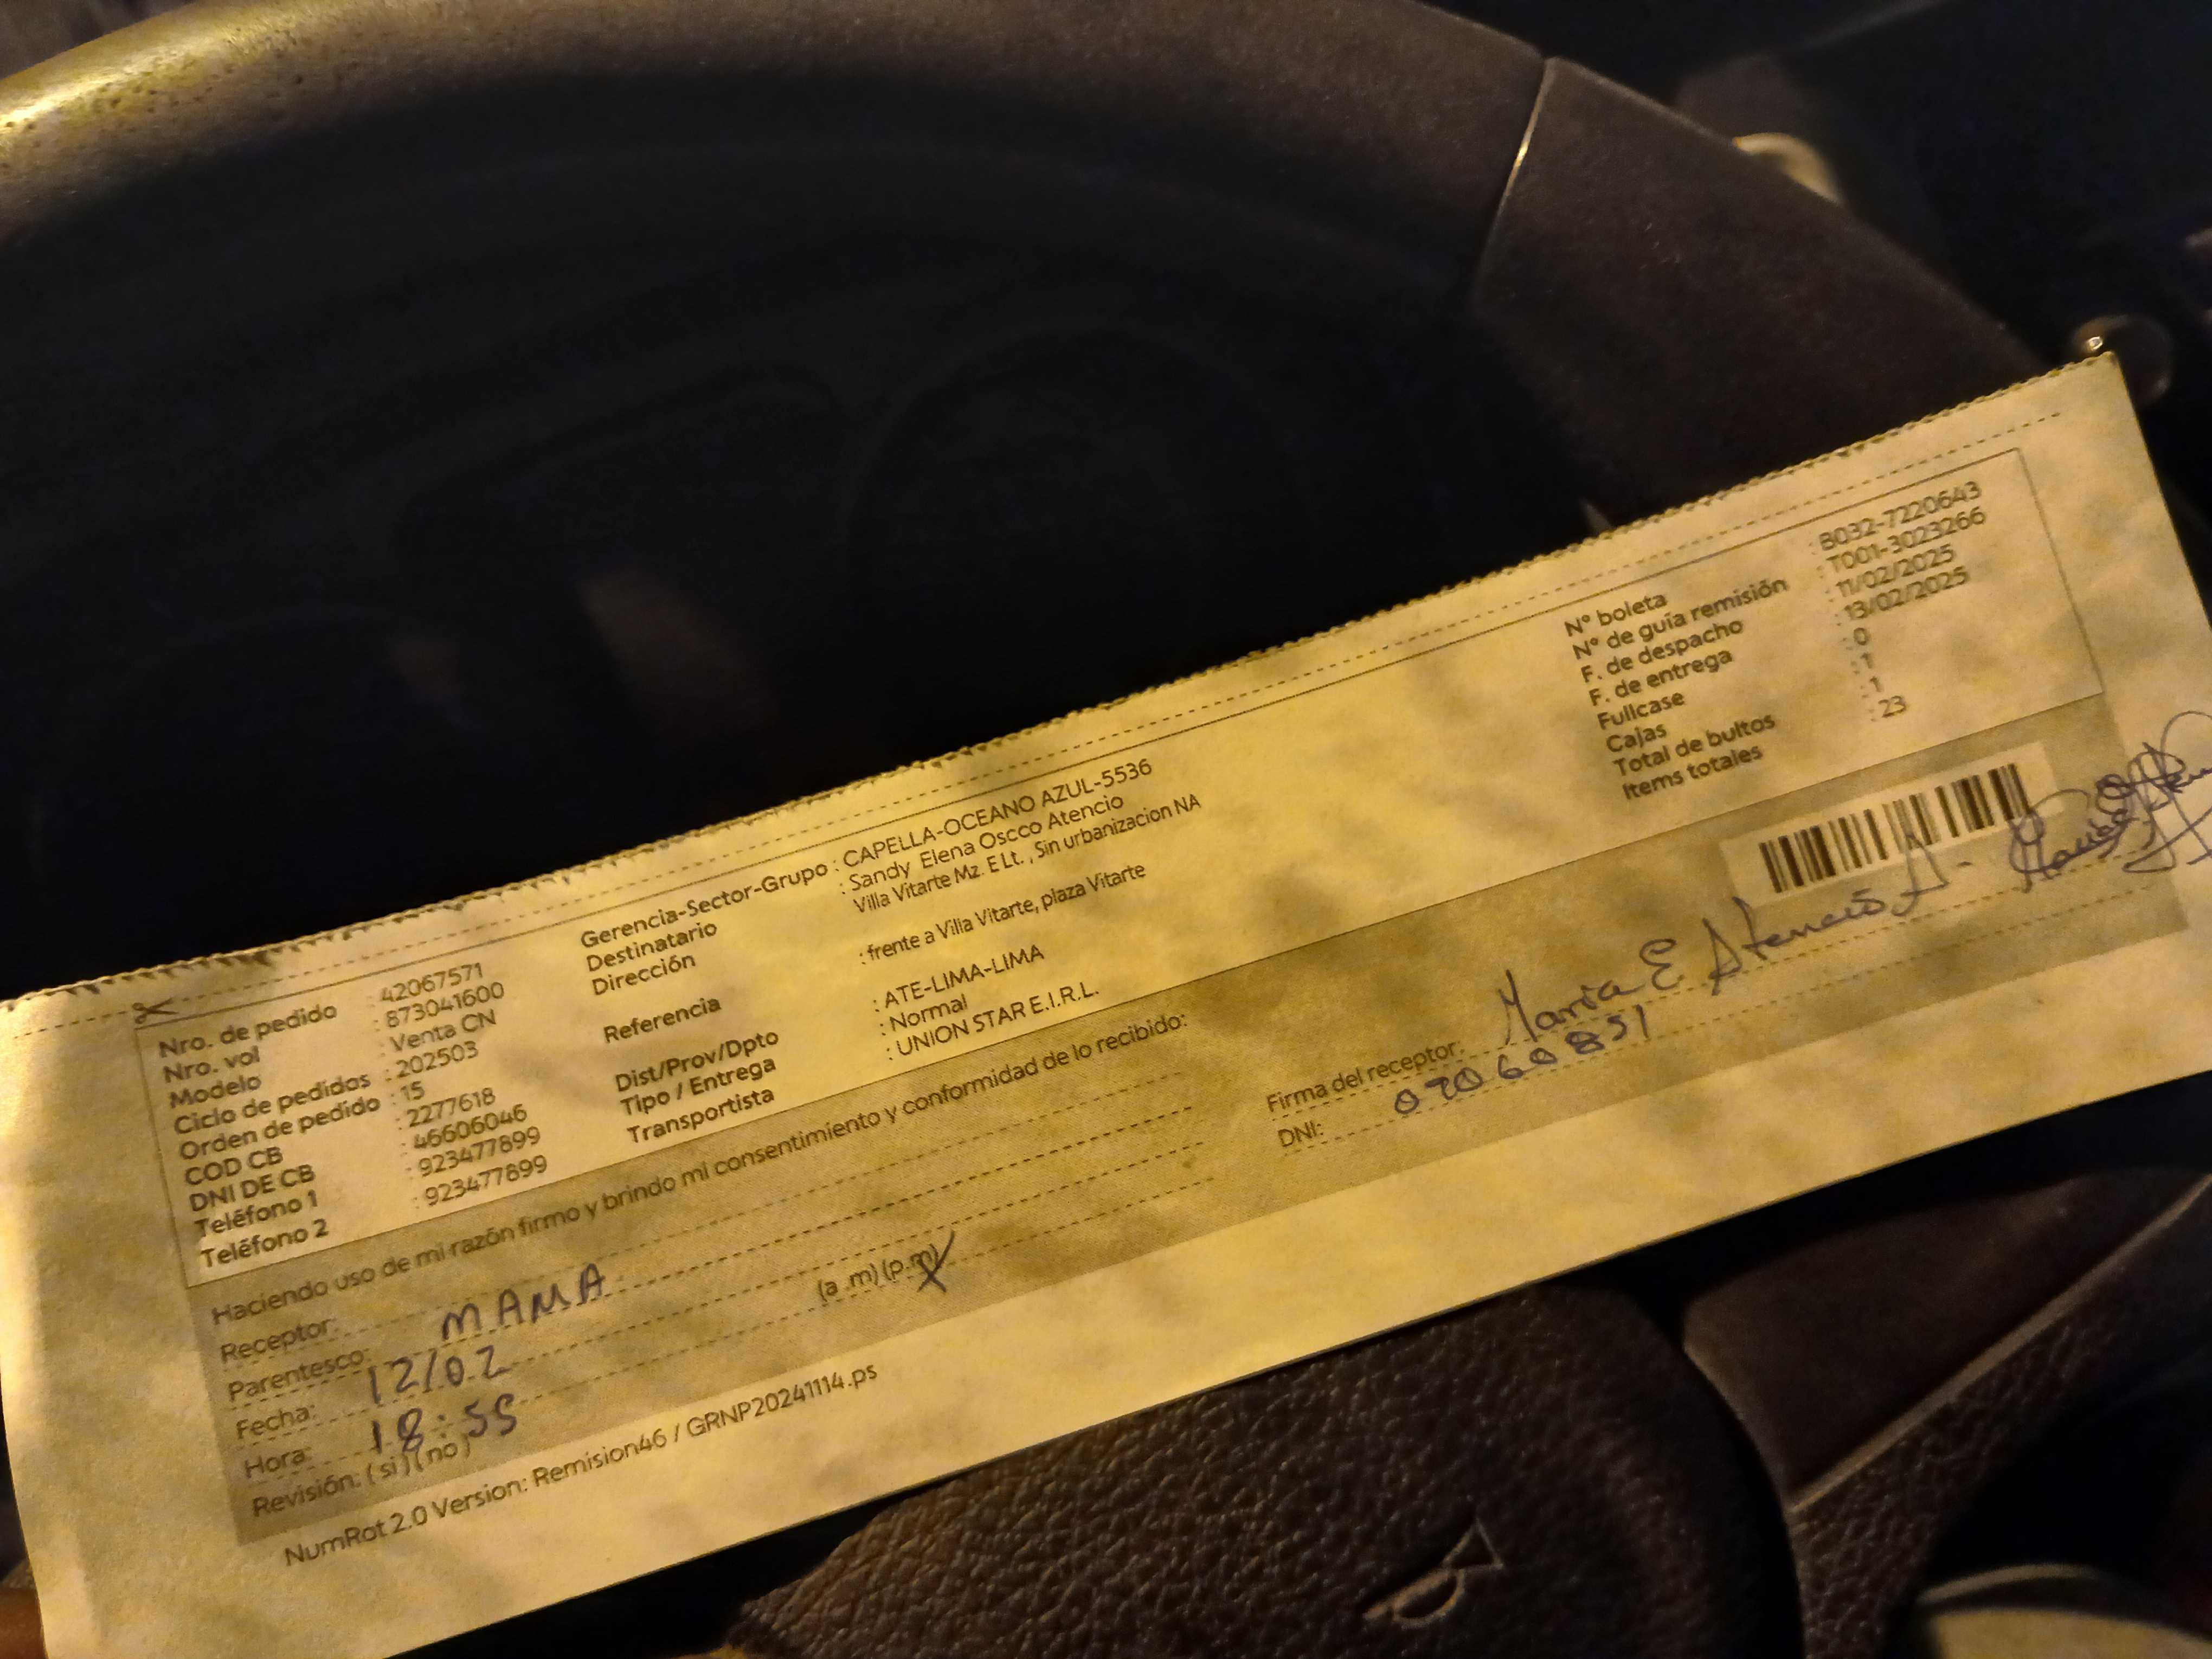 Nro. de pedido : 42067571
Nro. vol : 873041600
Modelo : Venta CN
Ciclo de pedidos : 202503
Orden de pedido : 15
COD CB : 2277618
DNI DE CB : 46606046
Teléfono 1 : 923477899
Teléfono 2 : 923477899
Gerencia-Sector-Grupo : CAPELLA-OCEANO AZUL-5536
Destinatario : Sandy Elena Oscco Atencio
Dirección Villa Vitarte Mz. E Lt. , Sin urbanizacion NA
Referencia : frente a Villa Vitarte, plaza Vitarte
Dist/Prov/Dpto : ATE-LIMA-LIMA
Tipo / Entrega : Normal
Transportista : UNION STAR E.I.R.L.
N° boleta : B032-7220643
N° de guía remisión : T001-3023266
F. de despacho : 11/02/2025
F. de entrega : 13/02/2025
Fullcase : 0
Cajas : 1
Total de bultos : 1
Items totales : 23
Haciendo uso de mi razón firmo y brindo mi consentimiento y conformidad de lo recibido:
Receptor:
Parentesco: MAMA
Fecha: 12/02
Hora: 18:55 (a .m) (p.m)
Revisión: ( si ) ( no )
Firma del receptor: Maria E Atencio A-
DNI: 07060851
NumRot 2.0 Version: Remision46 / GRNP20241114.ps